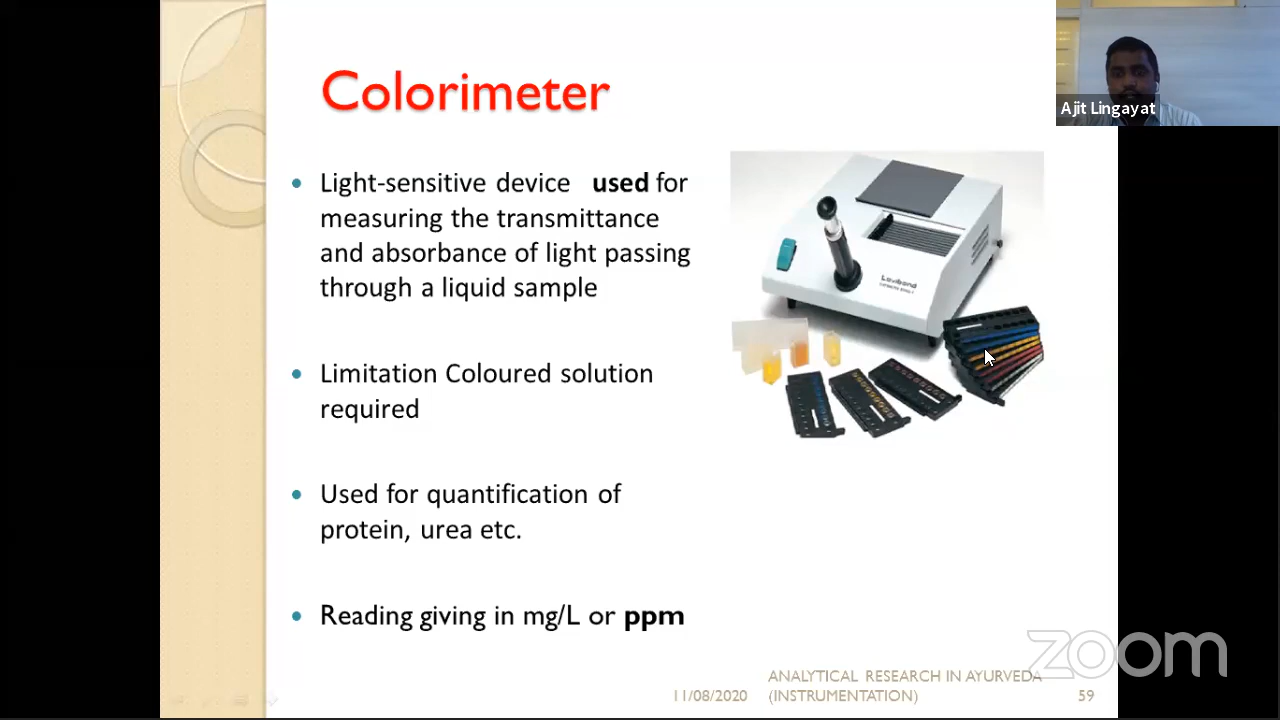 Colorimeter
Ajit Lingayat
Light-sensitive device used for
measuring the transmittance
and absorbance of light passing
through a liquid sample
Limitation Coloured solution
required
Used for quantification of
protein, urea etc.
Reading giving in mg/L or ppm
Lovibond
zoom
ANALYTICAL RESEARCH IN AYURVEDA
11/08/2020 (INSTRUMENTATION) 59